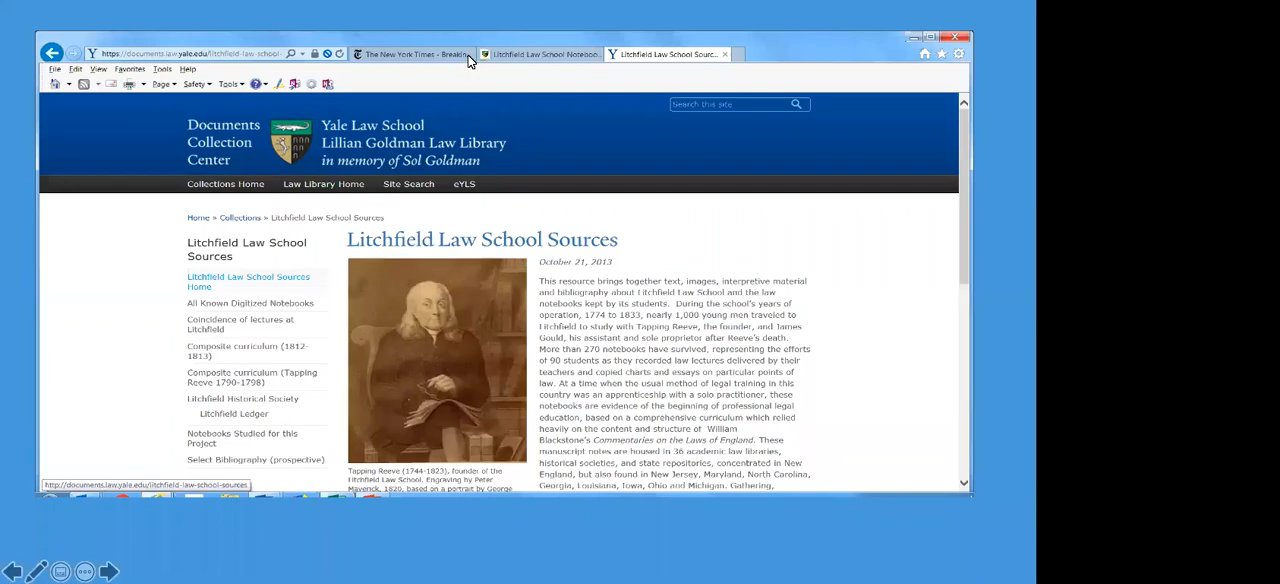 https://documents.law.yale.edu/litchfield-law-school-
The New York Times - Breakin
Litchfield Law School Noteboo...
Litchfield Law School Sourc...
File Edit View Favorites Tools Help
Page Safety Tools
Search this site
Documents
Collection
Center
Yale Law School
Lillian Goldman Law Library
in memory of Sol Goldman
Collections Home Law Library Home Site Search eYLS
Home » Collections » Litchfield Law School Sources
Litchfield Law School
Sources
Litchfield Law School Sources
Home
All Known Digitized Notebooks
Coincidence of lectures at
Litchfield
Composite curriculum (1812-
1813)
Composite curriculum (Tapping
Reeve 1790-1798)
Litchfield Historical Society
Litchfield Ledger
Notebooks Studied for this
Project
Select Bibliography (prospective)
Litchfield Law School Sources
Tapping Reeve (1744-1823), founder of the
Litchfield Law School. Engraving by Peter
Maverick, 1820, based on a portrait by George
October 21, 2013
This resource brings together text, images, interpretive material
and bibliography about Litchfield Law School and the law
notebooks kept by its students. During the school's years of
operation, 1774 to 1833, nearly 1,000 young men traveled to
Litchfield to study with Tapping Reeve, the founder, and James
Gould, his assistant and sole proprietor after Reeve's death.
More than 270 notebooks have survived, representing the efforts
of 90 students as they recorded law lectures delivered by their
teachers and copied charts and essays on particular points of
law. At a time when the usual method of legal training in this
country was an apprenticeship with a solo practitioner, these
notebooks are evidence of the beginning of professional legal
education, based on a comprehensive curriculum which relied
heavily on the content and structure of William
Blackstone's Commentaries on the Laws of England. These
manuscript notes are housed in 36 academic law libraries,
historical societies, and state repositories, concentrated in New
England, but also found in New Jersey, Maryland, North Carolina,
Georgia, Louisiana, Iowa, Ohio and Michigan. Gathering,
http://documents.law.yale.edu/litchfield-law-school-sources